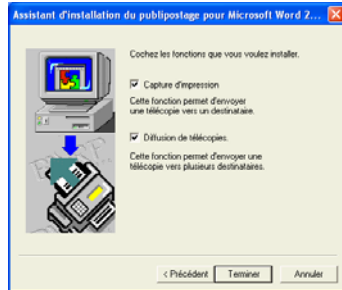 Assistant d'installation du publipostage pour Microsoft Word 2...
Cochez les fonctions que vous voulez installer.
Capture d'impression
Cette fonction permet d'envoyer
une télécopie vers un destinataire.
Diffusion de télécopies.
Cette fonction permet d'envoyer une
télécopie vers plusieurs destinataires.
< Précédent Terminer Annuler